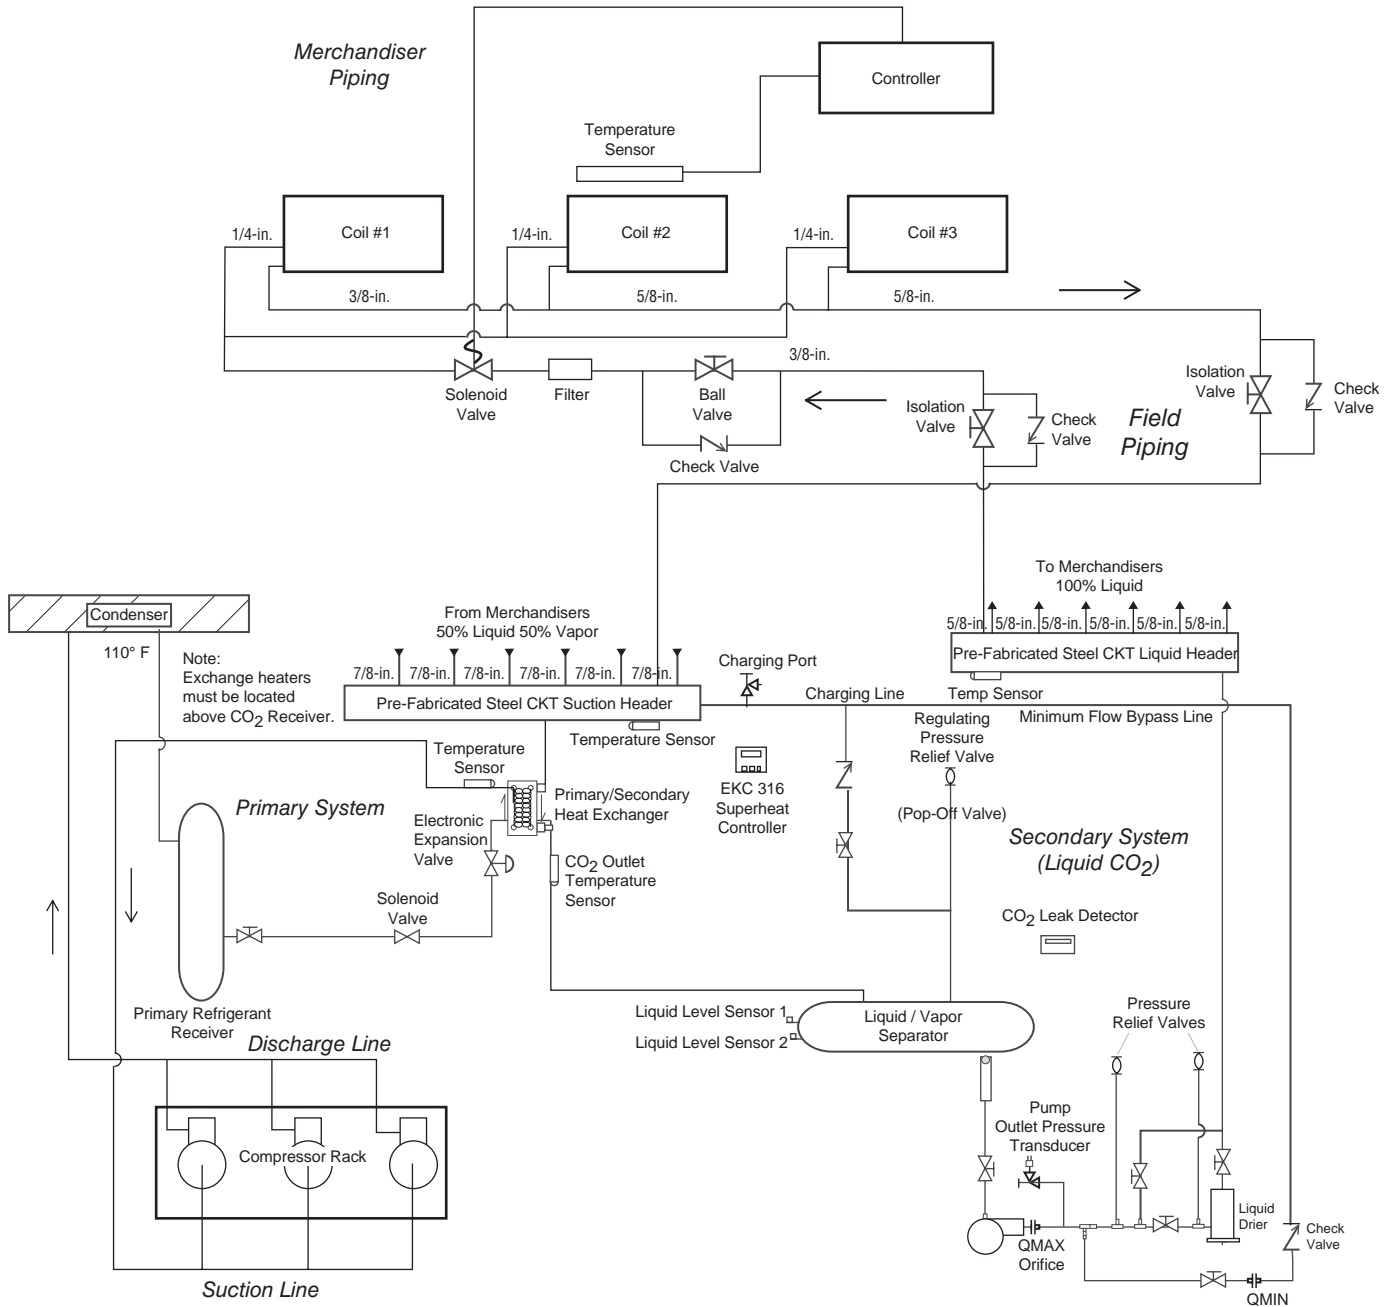 Merchandiser
Piping
Controller
Temperature
Sensor
Coil #1
Coil #2
Coil #3
1/4-in.
1/4-in.
1/4-in.
3/8-in.
5/8-in.
5/8-in.
3/8-in.
Solenoid
Valve
Filter
Ball
Valve
Check Valve
Isolation
Valve
Check
Valve
Isolation
Valve
Check
Valve
Field
Piping
To Merchandisers
100% Liquid
5/8-in. 5/8-in. 5/8-in. 5/8-in. 5/8-in. 5/8-in.
Pre-Fabricated Steel CKT Liquid Header
Temp Sensor
Condenser
110° F
Note:
Exchange heaters
must be located
above CO2 Receiver.
From Merchandisers
50% Liquid 50% Vapor
7/8-in. 7/8-in. 7/8-in. 7/8-in. 7/8-in. 7/8-in.
Pre-Fabricated Steel CKT Suction Header
Temperature Sensor
Charging Port
Charging Line
Minimum Flow Bypass Line
Regulating
Pressure
Relief Valve
(Pop-Off Valve)
Temperature
Sensor
Primary/Secondary
Heat Exchanger
EKC 316
Superheat
Controller
Primary System
Electronic
Expansion
Valve
CO2 Outlet
Temperature
Sensor
Solenoid
Valve
Secondary System
(Liquid CO2)
CO2 Leak Detector
Primary Refrigerant
Receiver
Liquid Level Sensor 1
Liquid Level Sensor 2
Liquid / Vapor
Separator
Pressure
Relief Valves
Discharge Line
Compressor Rack
Suction Line
Pump
Outlet Pressure
Transducer
QMAX
Orifice
Liquid
Drier
Check
Valve
QMIN